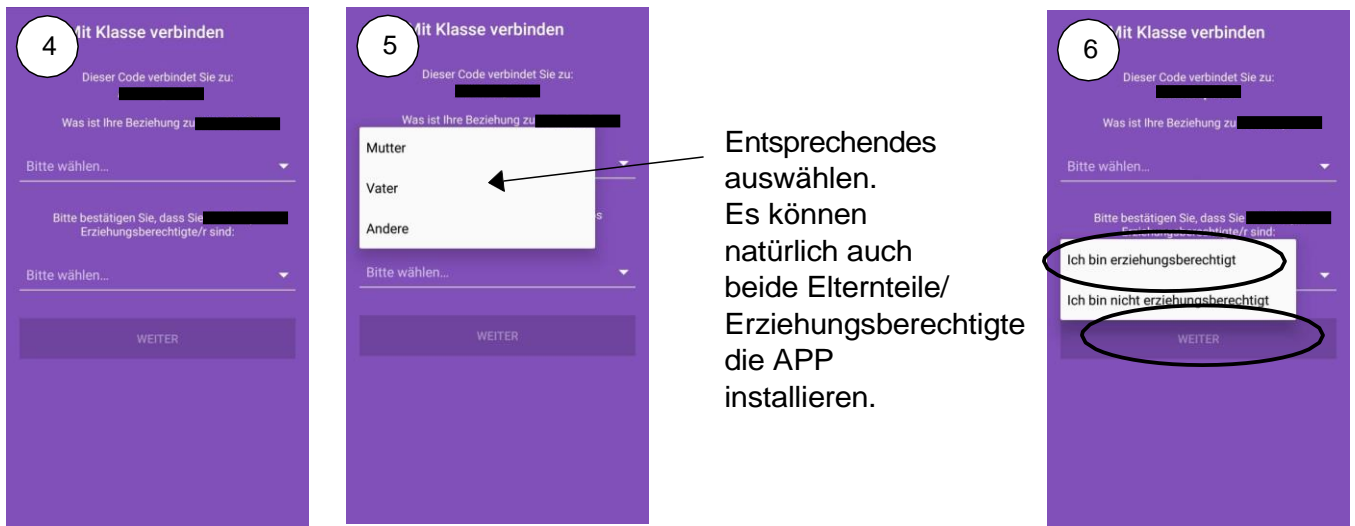 4
Mit Klasse verbinden
Dieser Code verbindet Sie zu:
Was ist Ihre Beziehung zu
Bitte wählen...
Bitte bestätigen Sie, dass Sie
Erziehungsberechtigte/r sind:
Bitte wählen...
WEITER
5
Mit Klasse verbinden
Dieser Code verbindet Sie zu:
Was ist Ihre Beziehung zu
Mutter
Vater
Andere
s
Bitte wählen...
WEITER
Entsprechendes
auswählen.
Es können
natürlich auch
beide Elternteile/
Erziehungsberechtigte
die APP
installieren.
6
Mit Klasse verbinden
Dieser Code verbindet Sie zu:
Was ist Ihre Beziehung zu
Bitte wählen...
Bitte bestätigen Sie, dass Sie
Erziehungsberechtigte/r sind:
Ich bin erziehungsberechtigt
Ich bin nicht erziehungsberechtigt
WEITER